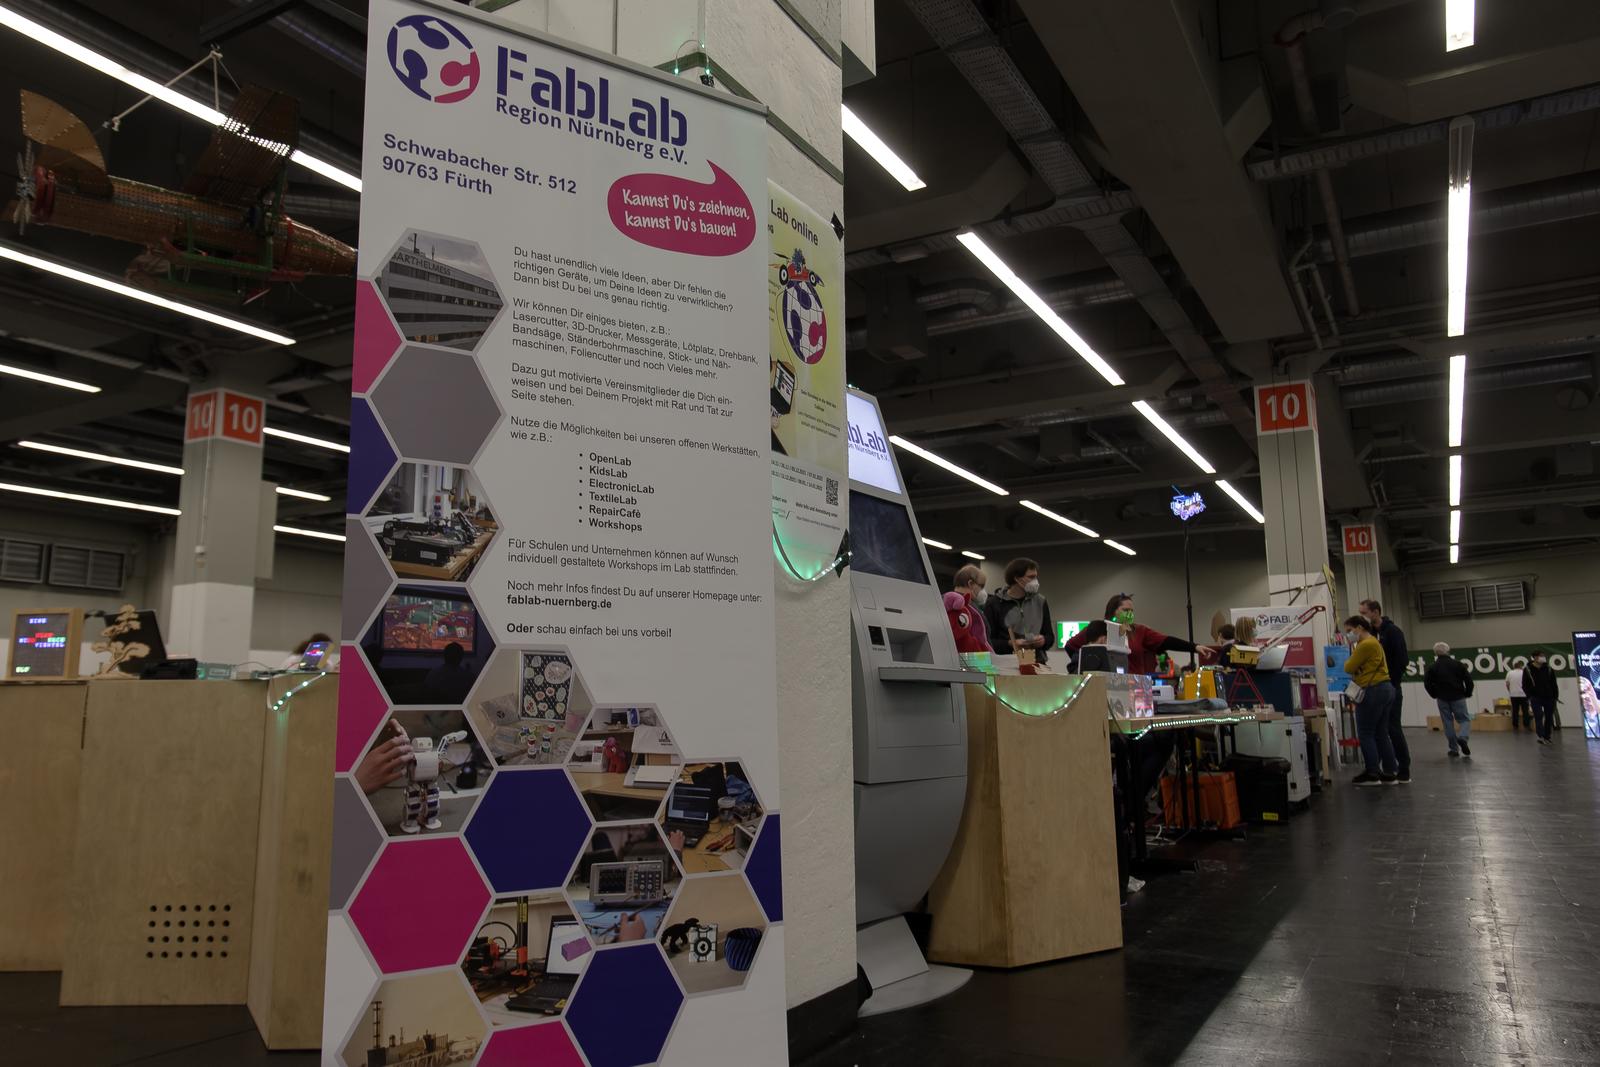 FabLab
Region Nürnberg e.V.
Schwabacher Str. 512
90763 Fürth
Kannst Du's zeichnen,
kannst Du's bauen!
Du hast unendlich viele Ideen, aber Dir fehlen die
richtigen Geräte, um Deine Ideen zu verwirklichen?
Dann bist Du bei uns genau richtig.
Wir können Dir einiges bieten, z.B.:
Lasercutter, 3D-Drucker, Messgeräte, Lötplatz, Drehbank,
Bandsäge, Ständerbohrmaschine, Stick- und Näh-
maschinen, Foliencutter und noch Vieles mehr.
Dazu gut motivierte Vereinsmitglieder die Dich ein-
weisen und bei Deinem Projekt mit Rat und Tat zur
Seite stehen.
Nutze die Möglichkeiten bei unseren offenen Werkstätten,
wie z.B.:
• OpenLab
• KidsLab
• ElectronicLab
• TextileLab
• RepairCafè
• Workshops
Für Schulen und Unternehmen können auf Wunsch
individuell gestaltete Workshops im Lab stattfinden.
Noch mehr Infos findest Du auf unserer Homepage unter:
fablab-nuernberg.de
Oder schau einfach bei uns vorbei!
BARTHELMESS
Lab online
bLab
Nürnberg e.V.
10
10
10
10
FABL
SIEMENS